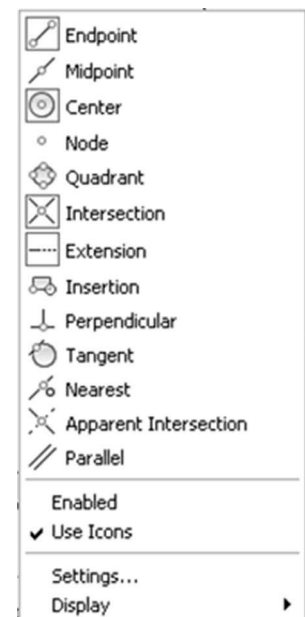 Endpoint
Midpoint
Center
Node
Quadrant
Intersection
Extension
Insertion
Perpendicular
Tangent
Nearest
Apparent Intersection
Parallel
Enabled
Use Icons
Settings...
Display